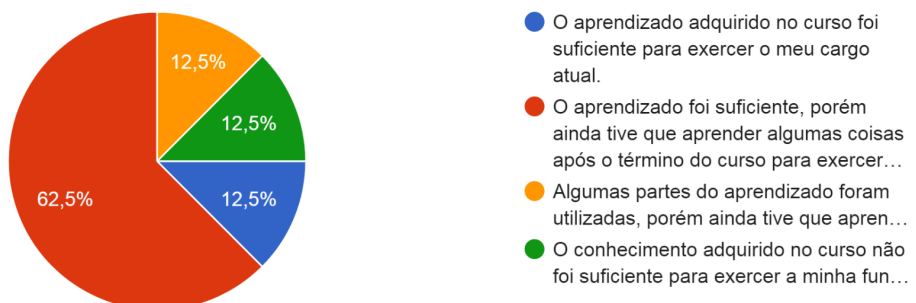 12,5%
12,5%
62,5%
12,5%
O aprendizado adquirido no curso foi
suficiente para exercer o meu cargo
atual.
O aprendizado foi suficiente, porém
ainda tive que aprender algumas coisas
após o término do curso para exercer…
Algumas partes do aprendizado foram
utilizadas, porém ainda tive que apren…
O conhecimento adquirido no curso não
foi suficiente para exercer a minha fun…